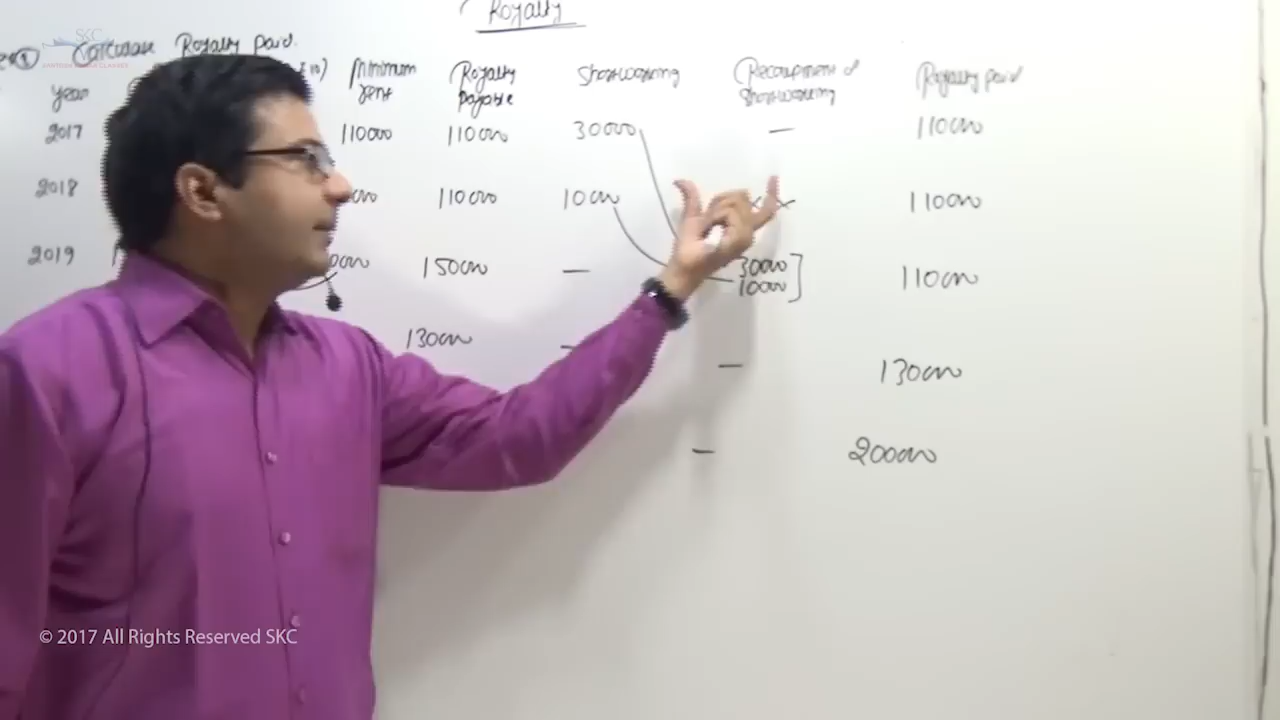 Royalty
Calculate Royalty Paid.
SKC
Year
Minimum Rent
Royalty Payable
Shortworking
Recoupment of Shortworking
Royalty paid
2017 110000 110000 30000 — 110000
2018 110000 10000 110000
2019 150000 — 30000 110000
10000
130000 — — 130000
— 200000
© 2017 All Rights Reserved SKC